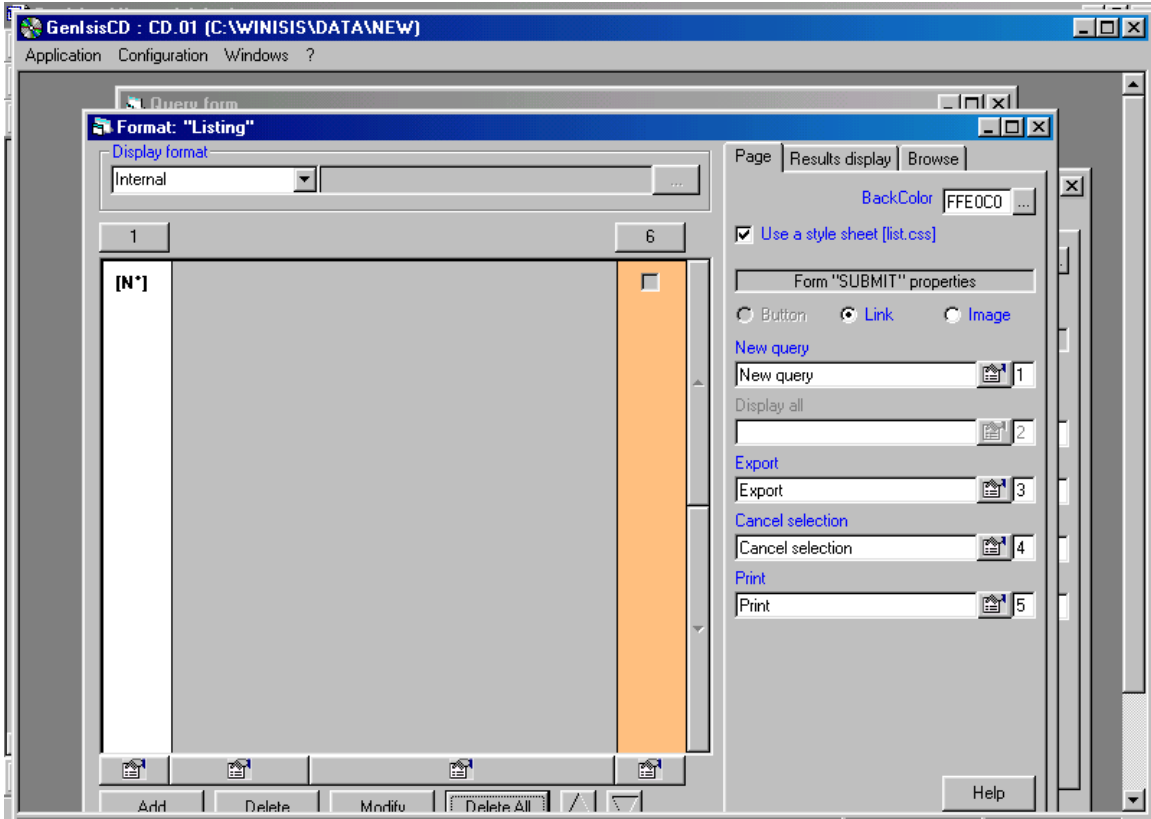 GenIsisCD : CD.01 (C:\WINISIS\DATA\NEW)
Application Configuration Windows ?
Query form
Format: "Listing"
Display format
Internal
...
1
6
[N°]
Add Delete Modify Delete All
Page Results display Browse
BackColor FFE0C0 ...
Use a style sheet [list.css]
Form "SUBMIT" properties
Button Link Image
New query
New query 1
Display all
2
Export
Export 3
Cancel selection
Cancel selection 4
Print
Print 5
Help